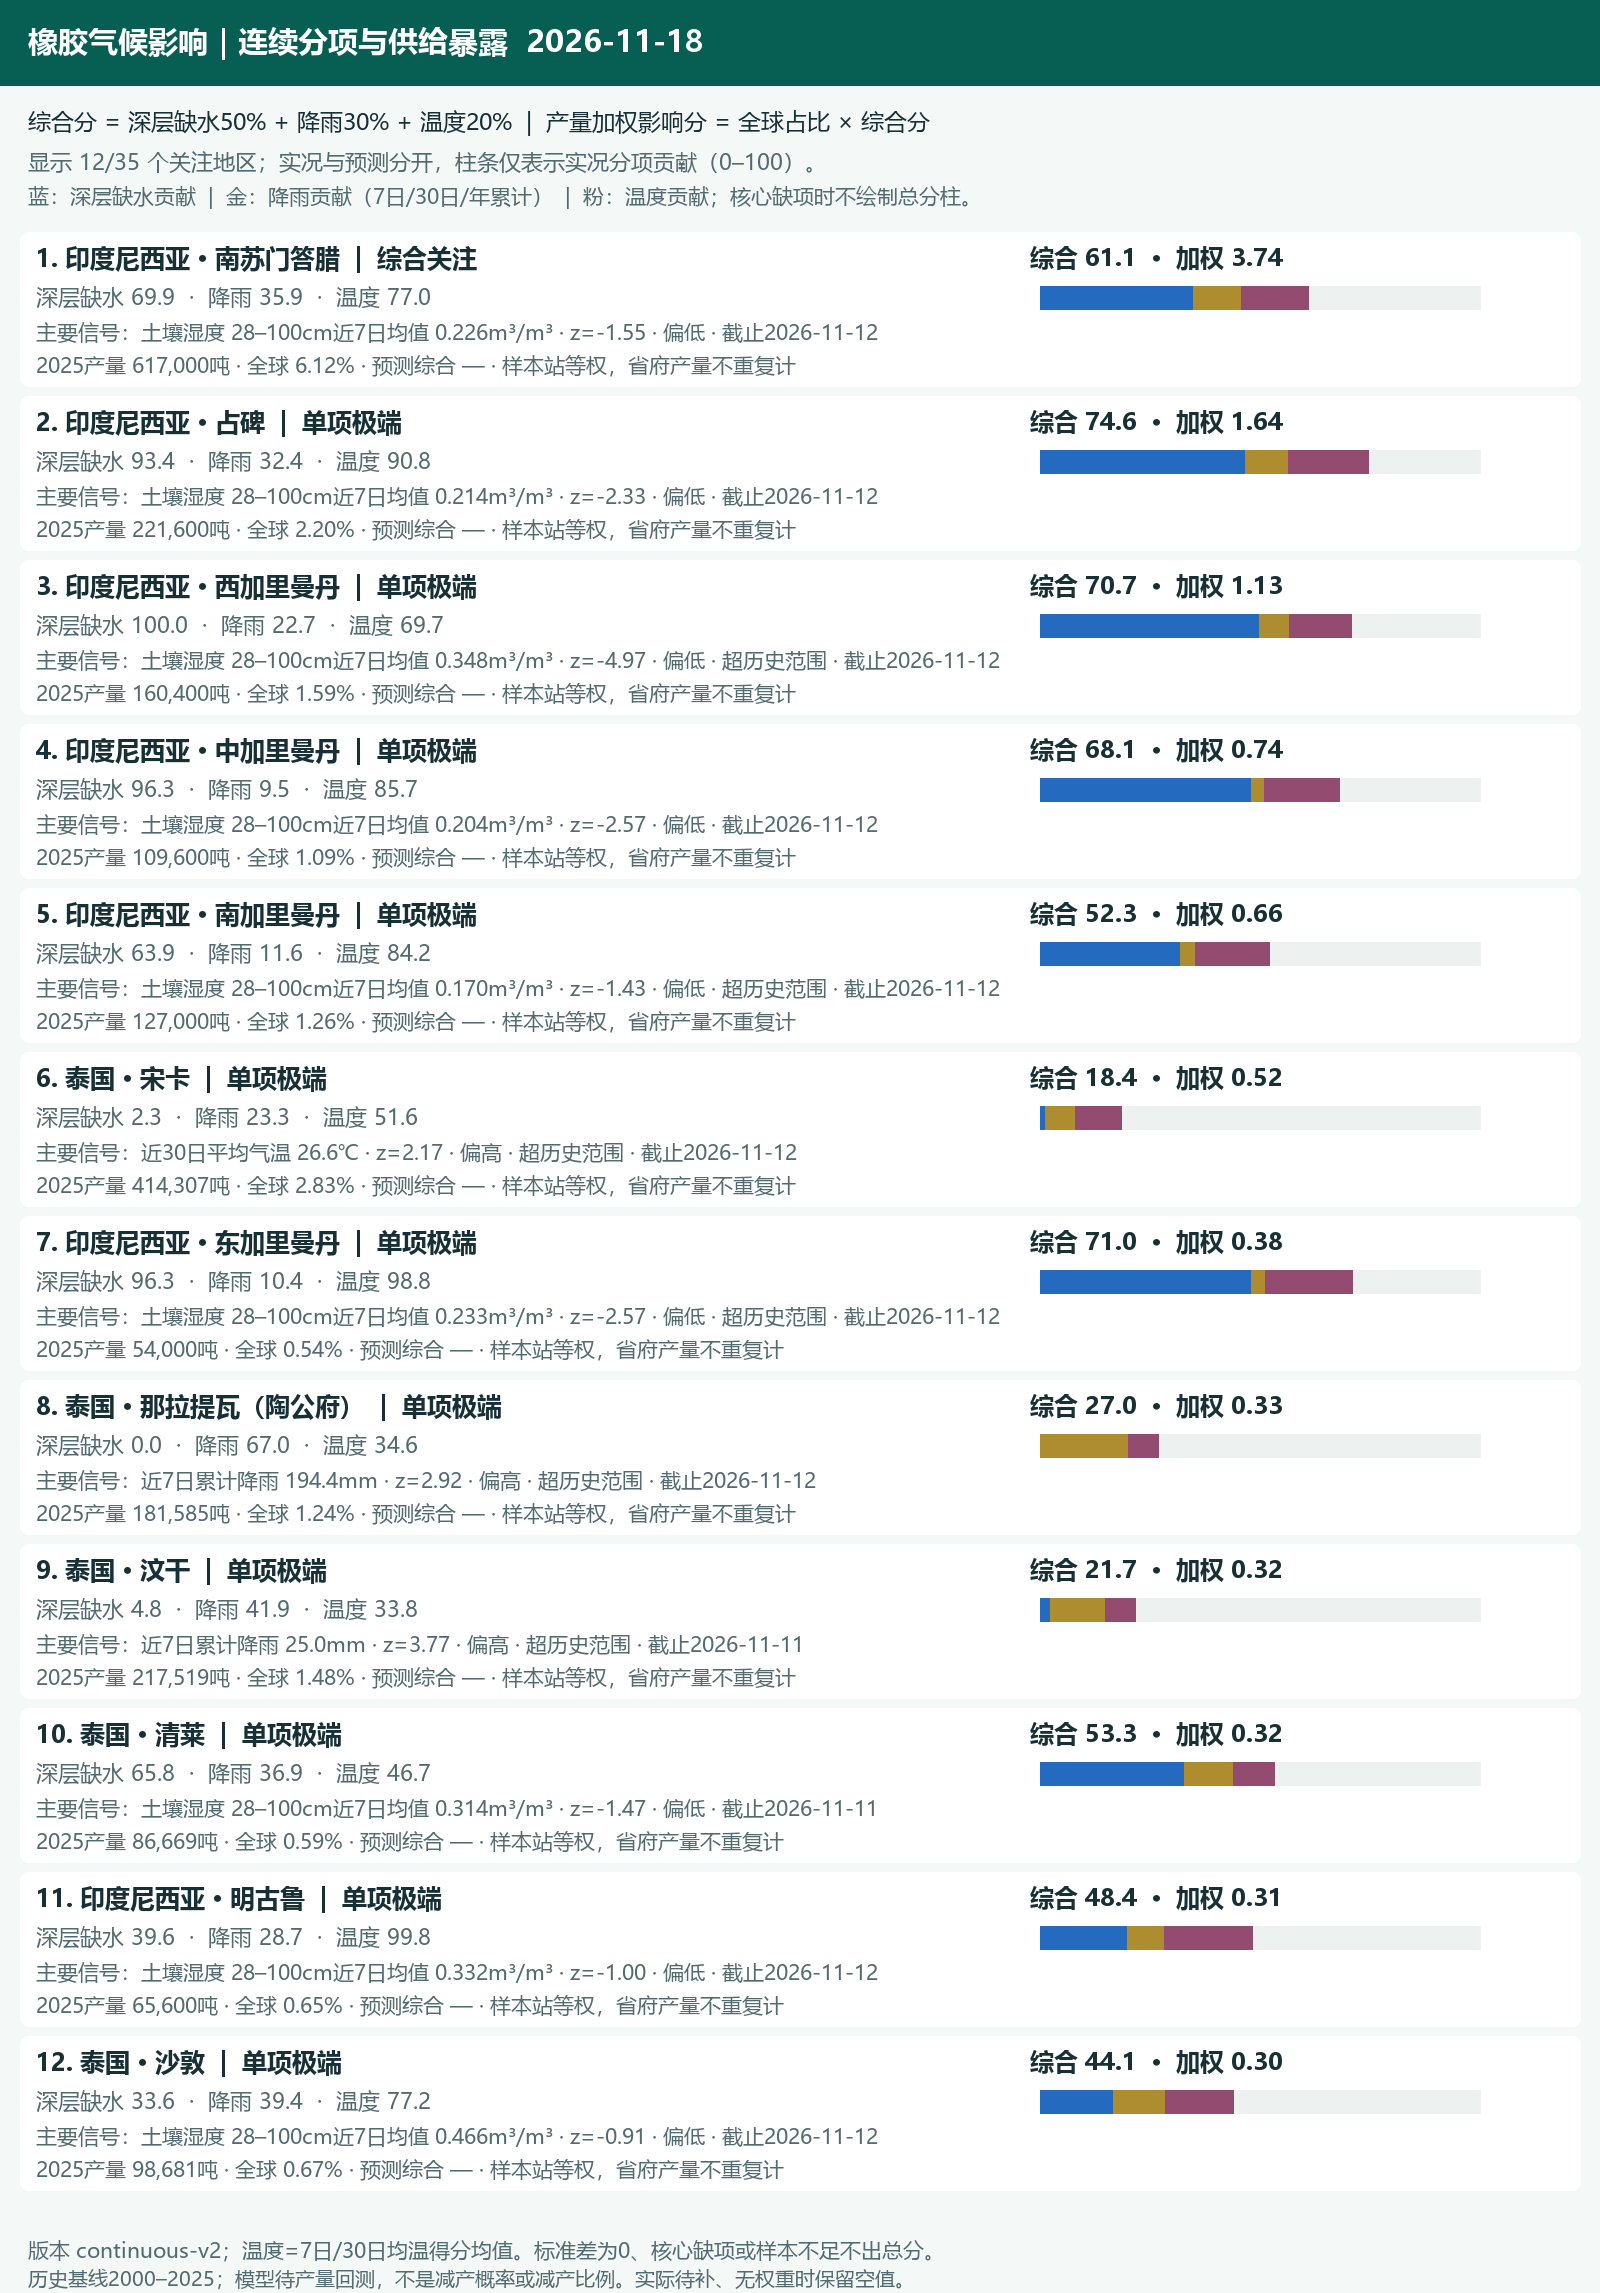 橡胶气候影响｜连续分项与供给暴露 2026-11-18
综合分 = 深层缺水50% + 降雨30% + 温度20% ｜ 产量加权影响分 = 全球占比 × 综合分
显示 12/35 个关注地区；实况与预测分开，柱条仅表示实况分项贡献（0–100）。
蓝：深层缺水贡献 ｜ 金：降雨贡献（7日/30日/年累计） ｜ 粉：温度贡献；核心缺项时不绘制总分柱。
1. 印度尼西亚·南苏门答腊 ｜ 综合关注
综合 61.1 · 加权 3.74
深层缺水 69.9 · 降雨 35.9 · 温度 77.0
主要信号：土壤湿度 28–100cm近7日均值 0.226m³/m³ · z=-1.55 · 偏低 · 截止2026-11-12
2025产量 617,000吨 · 全球 6.12% · 预测综合 — · 样本站等权，省府产量不重复计
2. 印度尼西亚·占碑 ｜ 单项极端
综合 74.6 · 加权 1.64
深层缺水 93.4 · 降雨 32.4 · 温度 90.8
主要信号：土壤湿度 28–100cm近7日均值 0.214m³/m³ · z=-2.33 · 偏低 · 截止2026-11-12
2025产量 221,600吨 · 全球 2.20% · 预测综合 — · 样本站等权，省府产量不重复计
3. 印度尼西亚·西加里曼丹 ｜ 单项极端
综合 70.7 · 加权 1.13
深层缺水 100.0 · 降雨 22.7 · 温度 69.7
主要信号：土壤湿度 28–100cm近7日均值 0.348m³/m³ · z=-4.97 · 偏低 · 超历史范围 · 截止2026-11-12
2025产量 160,400吨 · 全球 1.59% · 预测综合 — · 样本站等权，省府产量不重复计
4. 印度尼西亚·中加里曼丹 ｜ 单项极端
综合 68.1 · 加权 0.74
深层缺水 96.3 · 降雨 9.5 · 温度 85.7
主要信号：土壤湿度 28–100cm近7日均值 0.204m³/m³ · z=-2.57 · 偏低 · 截止2026-11-12
2025产量 109,600吨 · 全球 1.09% · 预测综合 — · 样本站等权，省府产量不重复计
5. 印度尼西亚·南加里曼丹 ｜ 单项极端
综合 52.3 · 加权 0.66
深层缺水 63.9 · 降雨 11.6 · 温度 84.2
主要信号：土壤湿度 28–100cm近7日均值 0.170m³/m³ · z=-1.43 · 偏低 · 超历史范围 · 截止2026-11-12
2025产量 127,000吨 · 全球 1.26% · 预测综合 — · 样本站等权，省府产量不重复计
6. 泰国·宋卡 ｜ 单项极端
综合 18.4 · 加权 0.52
深层缺水 2.3 · 降雨 23.3 · 温度 51.6
主要信号：近30日平均气温 26.6℃ · z=2.17 · 偏高 · 超历史范围 · 截止2026-11-12
2025产量 414,307吨 · 全球 2.83% · 预测综合 — · 样本站等权，省府产量不重复计
7. 印度尼西亚·东加里曼丹 ｜ 单项极端
综合 71.0 · 加权 0.38
深层缺水 96.3 · 降雨 10.4 · 温度 98.8
主要信号：土壤湿度 28–100cm近7日均值 0.233m³/m³ · z=-2.57 · 偏低 · 超历史范围 · 截止2026-11-12
2025产量 54,000吨 · 全球 0.54% · 预测综合 — · 样本站等权，省府产量不重复计
8. 泰国·那拉提瓦（陶公府） ｜ 单项极端
综合 27.0 · 加权 0.33
深层缺水 0.0 · 降雨 67.0 · 温度 34.6
主要信号：近7日累计降雨 194.4mm · z=2.92 · 偏高 · 超历史范围 · 截止2026-11-12
2025产量 181,585吨 · 全球 1.24% · 预测综合 — · 样本站等权，省府产量不重复计
9. 泰国·汶干 ｜ 单项极端
综合 21.7 · 加权 0.32
深层缺水 4.8 · 降雨 41.9 · 温度 33.8
主要信号：近7日累计降雨 25.0mm · z=3.77 · 偏高 · 超历史范围 · 截止2026-11-11
2025产量 217,519吨 · 全球 1.48% · 预测综合 — · 样本站等权，省府产量不重复计
10. 泰国·清莱 ｜ 单项极端
综合 53.3 · 加权 0.32
深层缺水 65.8 · 降雨 36.9 · 温度 46.7
主要信号：土壤湿度 28–100cm近7日均值 0.314m³/m³ · z=-1.47 · 偏低 · 截止2026-11-11
2025产量 86,669吨 · 全球 0.59% · 预测综合 — · 样本站等权，省府产量不重复计
11. 印度尼西亚·明古鲁 ｜ 单项极端
综合 48.4 · 加权 0.31
深层缺水 39.6 · 降雨 28.7 · 温度 99.8
主要信号：土壤湿度 28–100cm近7日均值 0.332m³/m³ · z=-1.00 · 偏低 · 截止2026-11-12
2025产量 65,600吨 · 全球 0.65% · 预测综合 — · 样本站等权，省府产量不重复计
12. 泰国·沙敦 ｜ 单项极端
综合 44.1 · 加权 0.30
深层缺水 33.6 · 降雨 39.4 · 温度 77.2
主要信号：土壤湿度 28–100cm近7日均值 0.466m³/m³ · z=-0.91 · 偏低 · 截止2026-11-12
2025产量 98,681吨 · 全球 0.67% · 预测综合 — · 样本站等权，省府产量不重复计
版本 continuous-v2；温度=7日/30日均温得分均值。标准差为0、核心缺项或样本不足不出总分。
历史基线2000–2025；模型待产量回测，不是减产概率或减产比例。实际待补、无权重时保留空值。